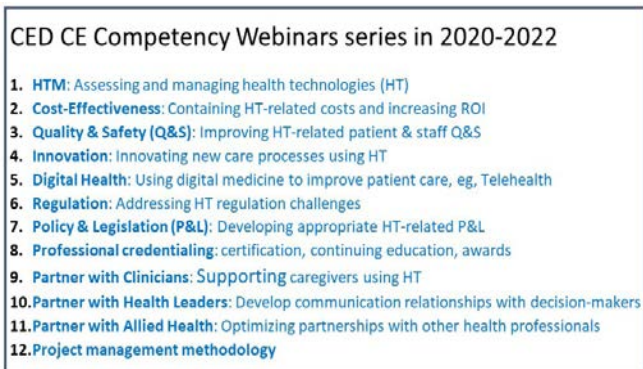 CED CE Competency Webinars series in 2020-2022
1. HTM: Assessing and managing health technologies (HT)
2. Cost-Effectiveness: Containing HT-related costs and increasing ROI
3. Quality & Safety (Q&S): Improving HT-related patient & staff Q&S
4. Innovation: Innovating new care processes using HT
5. Digital Health: Using digital medicine to improve patient care, eg, Telehealth
6. Regulation: Addressing HT regulation challenges
7. Policy & Legislation (P&L): Developing appropriate HT-related P&L
8. Professional credentialing: certification, continuing education, awards
9. Partner with Clinicians: Supporting caregivers using HT
10.Partner with Health Leaders: Develop communication relationships with decision-makers
11.Partner with Allied Health: Optimizing partnerships with other health professionals
12.Project management methodology